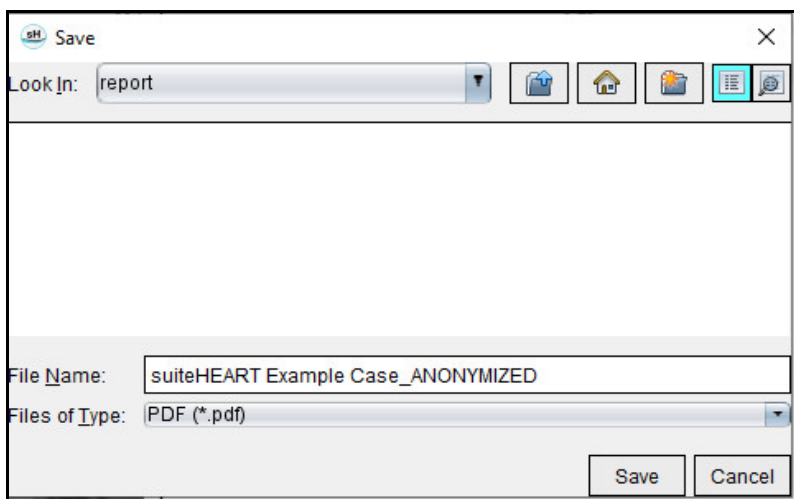 sH Save
Look In: report
File Name: suiteHEART Example Case_ANONYMIZED
Files of Type: PDF (*.pdf)
Save Cancel